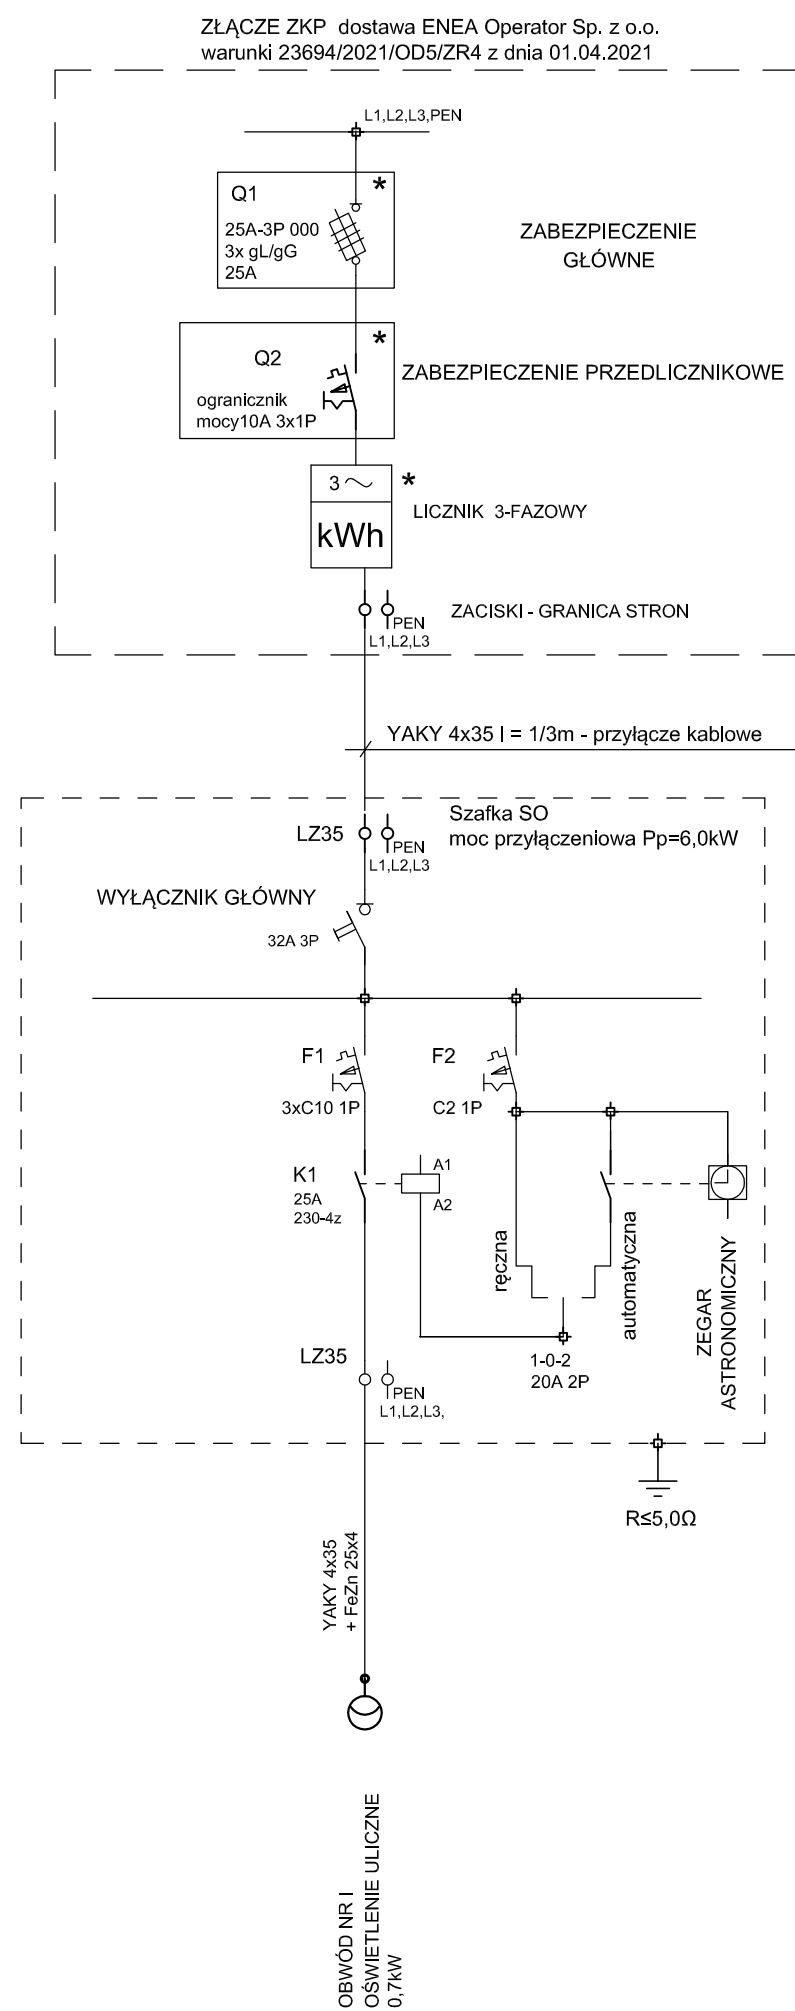 ZŁĄCZE ZKP dostawa ENEA Operator Sp. z o.o.
warunki 23694/2021/OD5/ZR4 z dnia 01.04.2021
L1,L2,L3,PEN
Q1
*
25A-3P 000
3x gL/gG
25A
ZABEZPIECZENIE
GŁÓWNE
Q2
*
ogranicznik
mocy10A 3x1P
ZABEZPIECZENIE PRZEDLICZNIKOWE
3
*
kWh
LICZNIK 3-FAZOWY
ZACISKI - GRANICA STRON
PEN
L1,L2,L3
YAKY 4x35 l = 1/3m - przyłącze kablowe
Szafka SO
moc przyłączeniowa Pp=6,0kW
LZ35
PEN
L1,L2,L3
WYŁĄCZNIK GŁÓWNY
32A 3P
F1
3xC10 1P
F2
C2 1P
K1
25A
230-4z
A1
A2
ręczna
automatyczna
ZEGAR
ASTRONOMICZNY
1-0-2
20A 2P
LZ35
PEN
L1,L2,L3,
R≤5,0Ω
YAKY 4x35
+ FeZn 25x4
OBWÓD NR I
OŚWIETLENIE ULICZNE
0,7kW